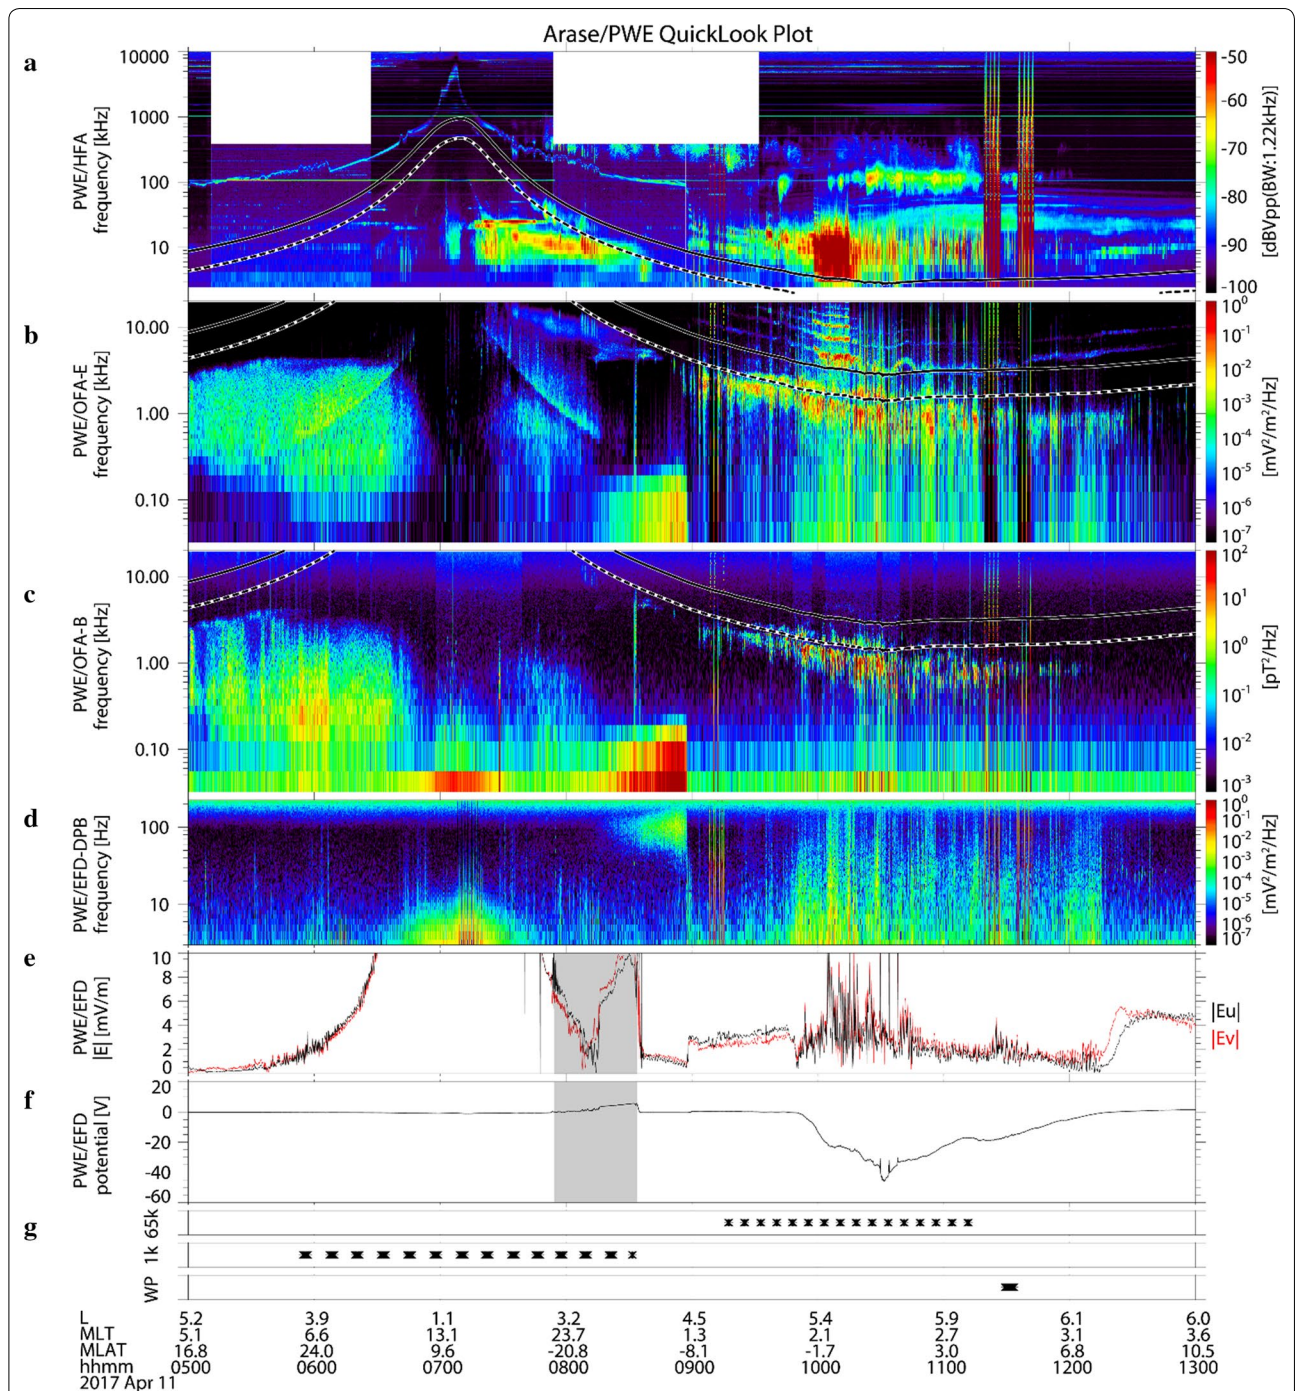 Arase/PWE QuickLook Plot
a
PWE/HFA
frequency [kHz]
10000
1000
100
10
-50
-60
-70
-80
-90
-100
[dBVpp(BW:1.22kHz)]
b
PWE/OFA-E
frequency [kHz]
10.00
1.00
0.10
10^0
10^-1
10^-2
10^-3
10^-4
10^-5
10^-6
10^-7
[mV²/m²/Hz]
c
PWE/OFA-B
frequency [kHz]
10.00
1.00
0.10
10^2
10^1
10^0
10^-1
10^-2
10^-3
[pT²/Hz]
d
PWE/EFD-DPB
frequency [Hz]
100
10
10^0
10^-1
10^-2
10^-3
10^-4
10^-5
10^-6
10^-7
[mV²/m²/Hz]
e
PWE/EFD
|E| [mV/m]
10
8
6
4
2
0
|Eu|
|Ev|
f
PWE/EFD
potential [V]
20
0
-20
-40
-60
g
65k
1k
WP
L 5.2 3.9 1.1 3.2 4.5 5.4 5.9 6.1 6.0
MLT 5.1 6.6 13.1 23.7 1.3 2.1 2.7 3.1 3.6
MLAT 16.8 24.0 9.6 -20.8 -8.1 -1.7 3.0 6.8 10.5
hhmm 0500 0600 0700 0800 0900 1000 1100 1200 1300
2017 Apr 11